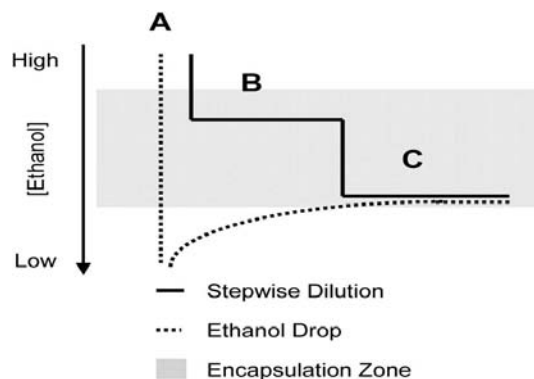 A
High
B
[Ethanol]
C
Low
Stepwise Dilution
Ethanol Drop
Encapsulation Zone